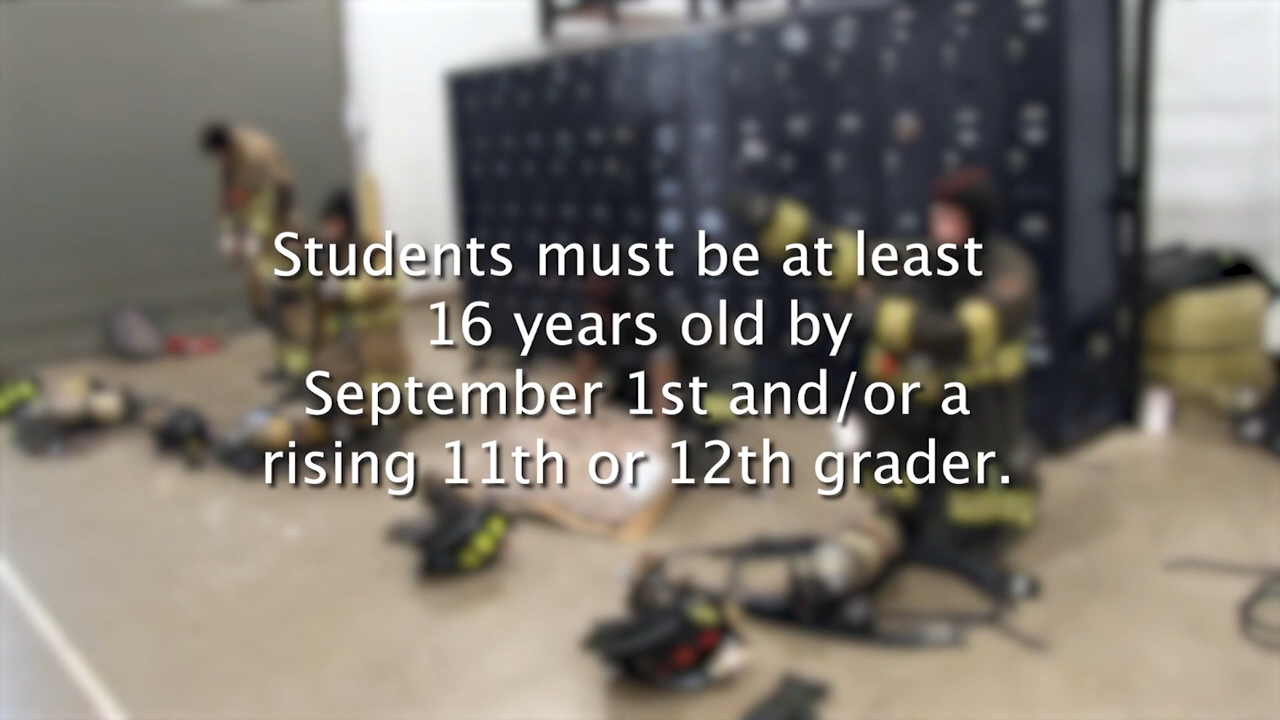 Students must be at least
16 years old by
September 1st and/or a
rising 11th or 12th grader.